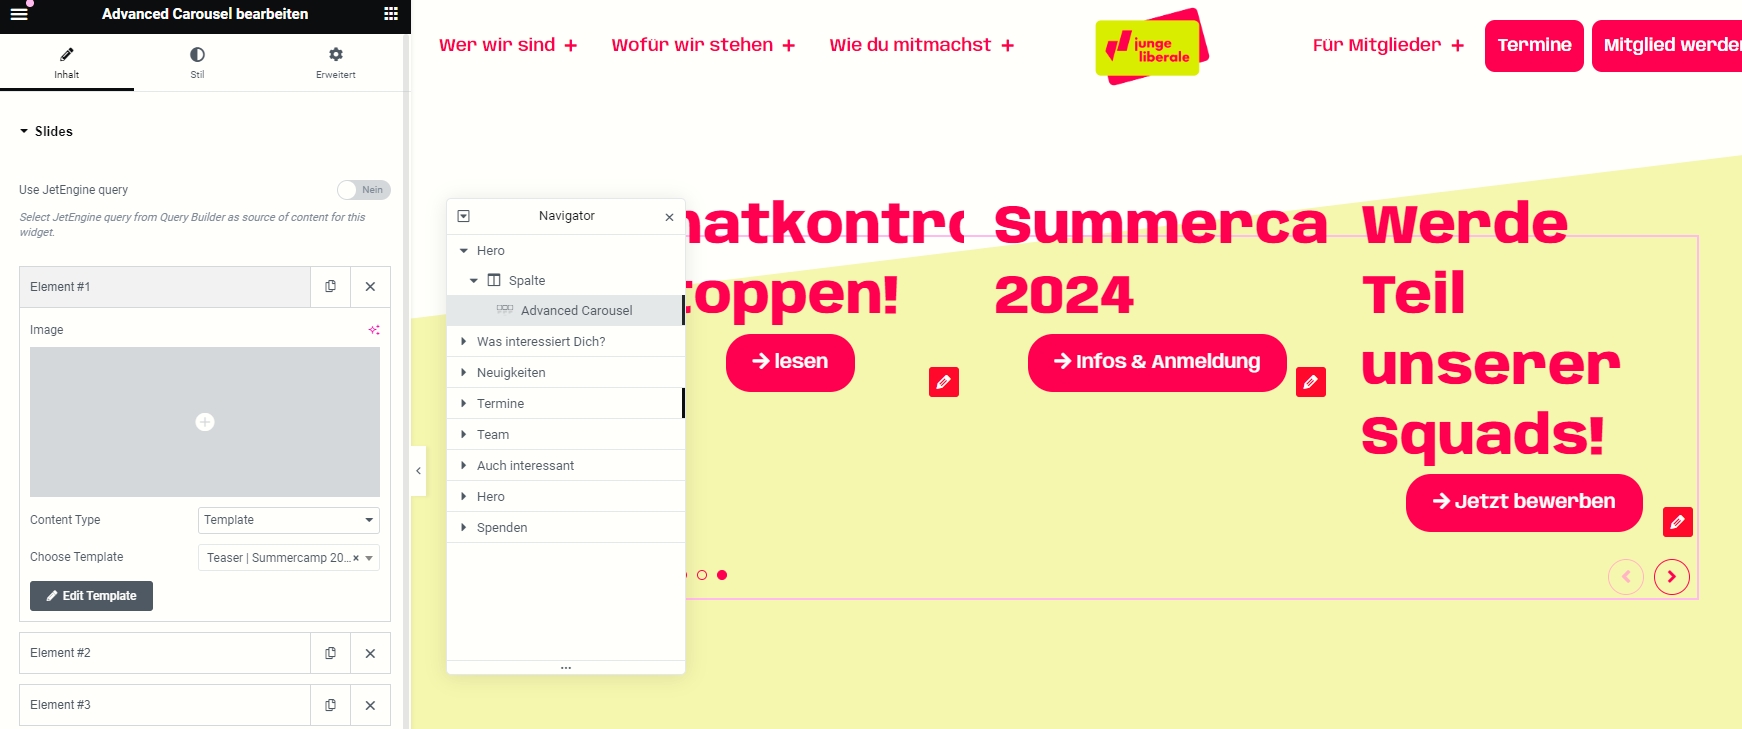 Advanced Carousel bearbeiten
Inhalt
Stil
Erweitert
Slides
Use JetEngine query
Nein
Select JetEngine query from Query Builder as source of content for this
widget.
Element #1
Image
Content Type
Template
Choose Template
Teaser | Summercamp 20...
Edit Template
Element #2
Element #3
Wer wir sind +
Wofür wir stehen +
Wie du mitmachst +
junge
liberale
Für Mitglieder +
Termine
Mitglied werde
Navigator
Hero
Spalte
Advanced Carousel
Was interessiert Dich?
Neuigkeiten
Termine
Team
Auch interessant
Hero
Spenden
...
natkontro
toppen!
→ lesen
Summerca
2024
→ Infos & Anmeldung
Werde
Teil
unserer
Squads!
→ Jetzt bewerben